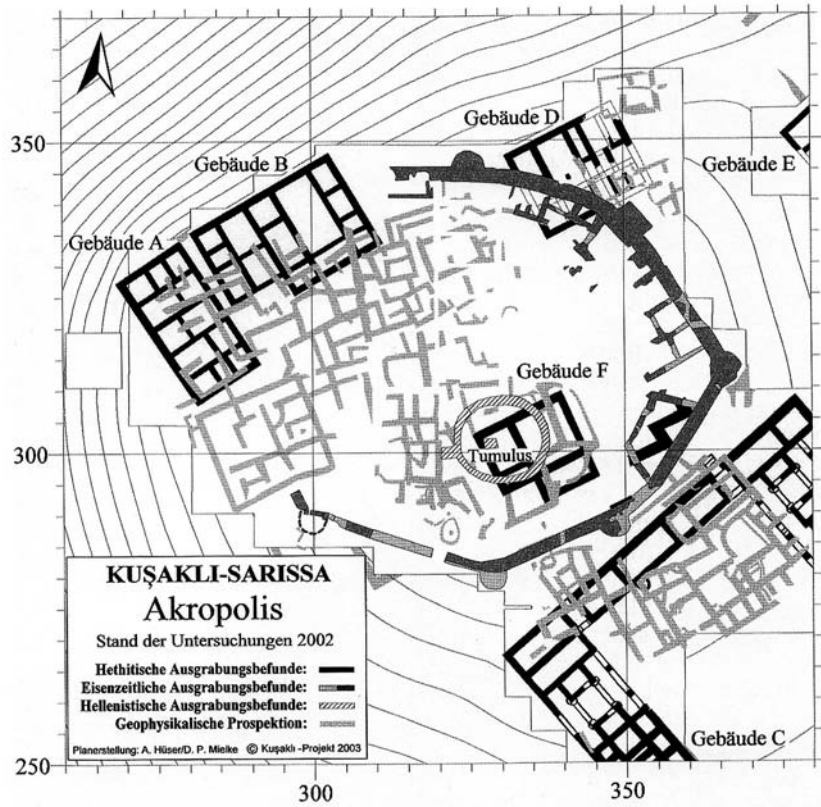 Gebäude D
350
Gebäude B
Gebäude E
Gebäude A
Gebäude F
300
Tumulus
KUŞAKLI-SARISSA
Akropolis
Stand der Untersuchungen 2002
Hethitische Ausgrabungsbefunde:
Eisenzeitliche Ausgrabungsbefunde:
Hellenistische Ausgrabungsbefunde:
Geophysikalische Prospektion:
Planerstellung: A. Hüser/D. P. Mielke © Kuşaklı -Projekt 2003
Gebäude C
250
300
350